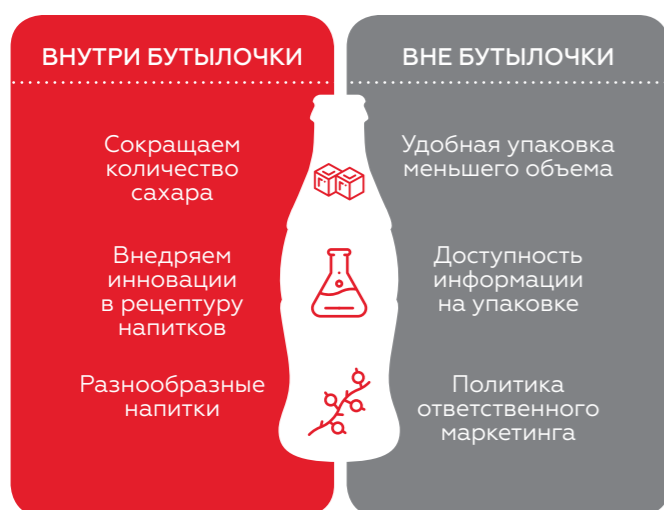 ВНУТРИ БУТЫЛОЧКИ
Сокращаем
количество
сахара
Внедряем
инновации
в рецептуру
напитков
Разнообразные
напитки
ВНЕ БУТЫЛОЧКИ
Удобная упаковка
меньшего объема
Доступность
информации
на упаковке
Политика
ответственного
маркетинга